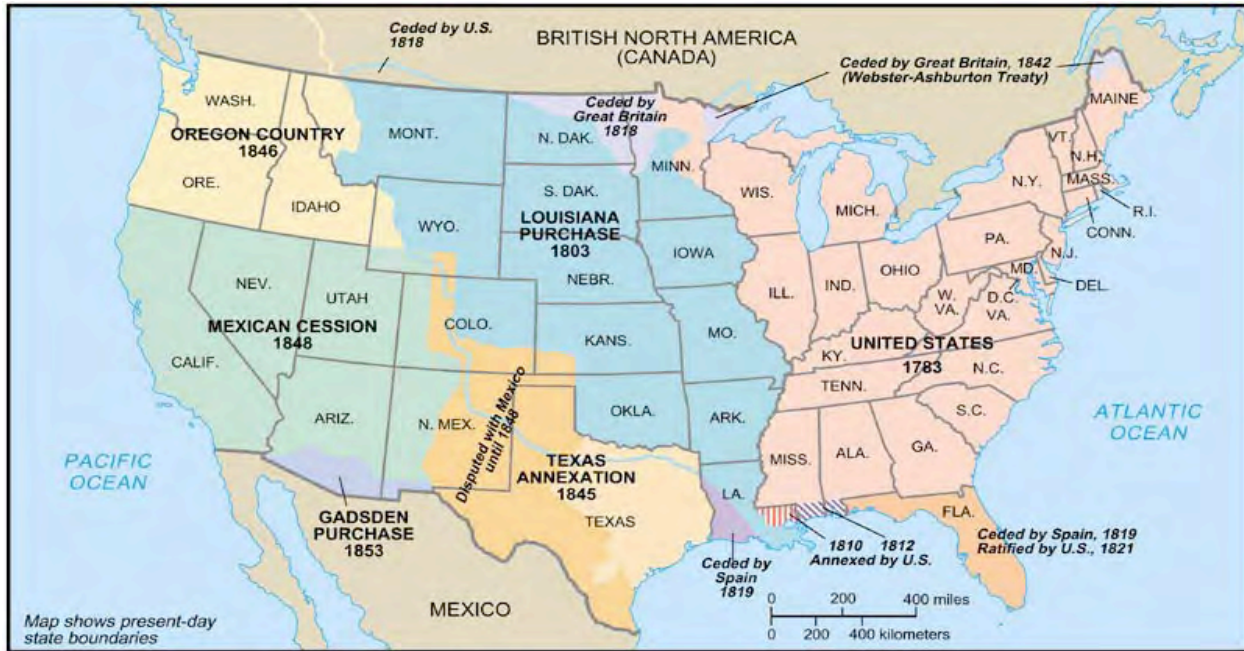 Ceded by U.S.
1818
BRITISH NORTH AMERICA
(CANADA)
Ceded by Great Britain, 1842
(Webster-Ashburton Treaty)
WASH.
OREGON COUNTRY
1846
ORE.
IDAHO
MONT.
N. DAK.
Ceded by
Great Britain
1818
MINN.
S. DAK.
WYO.
LOUISIANA
PURCHASE
1803
NEBR.
IOWA
WIS.
MICH.
MAINE
VT.
N.H.
MASS.
N.Y.
R.I.
CONN.
PA.
N.J.
MD.
DEL.
D.C.
OHIO
IND.
ILL.
W.
VA.
VA.
NEV.
UTAH
MEXICAN CESSION
1848
CALIF.
COLO.
KANS.
MO.
KY.
UNITED STATES
1783
N.C.
TENN.
S.C.
ARIZ.
N. MEX.
Disputed with Mexico
until 1848
OKLA.
ARK.
MISS.
ALA.
GA.
ATLANTIC
OCEAN
PACIFIC
OCEAN
TEXAS
ANNEXATION
1845
TEXAS
LA.
FLA.
GADSDEN
PURCHASE
1853
Ceded by
Spain
1819
1810
1812
Annexed by U.S.
Ceded by Spain, 1819
Ratified by U.S., 1821
MEXICO
0 200 400 miles
0 200 400 kilometers
Map shows present-day
state boundaries